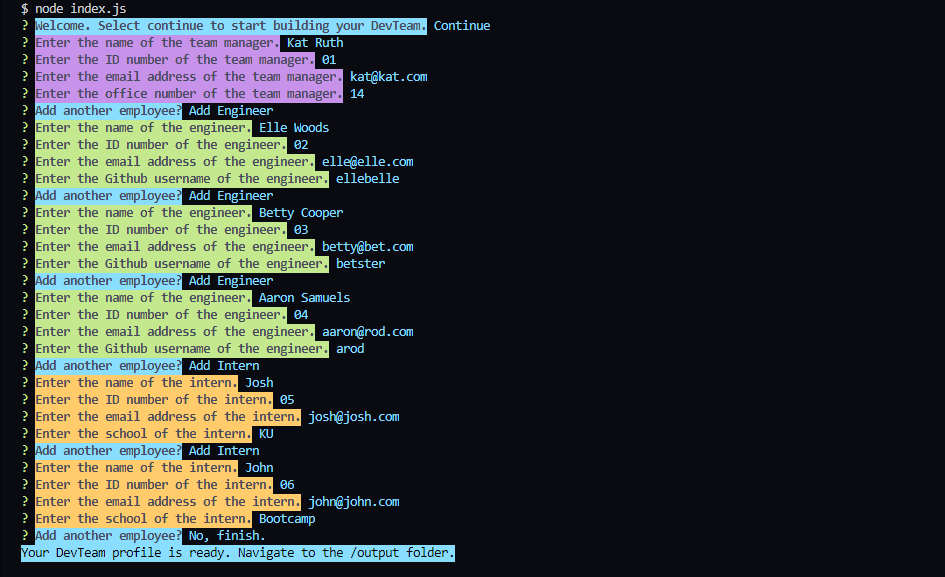 $ node index.js
? Welcome. Select continue to start building your DevTeam. Continue
? Enter the name of the team manager. Kat Ruth
? Enter the ID number of the team manager. 01
? Enter the email address of the team manager. kat@kat.com
? Enter the office number of the team manager. 14
? Add another employee? Add Engineer
? Enter the name of the engineer. Elle Woods
? Enter the ID number of the engineer. 02
? Enter the email address of the engineer. elle@elle.com
? Enter the Github username of the engineer. ellebelle
? Add another employee? Add Engineer
? Enter the name of the engineer. Betty Cooper
? Enter the ID number of the engineer. 03
? Enter the email address of the engineer. betty@bet.com
? Enter the Github username of the engineer. betster
? Add another employee? Add Engineer
? Enter the name of the engineer. Aaron Samuels
? Enter the ID number of the engineer. 04
? Enter the email address of the engineer. aaron@rod.com
? Enter the Github username of the engineer. arod
? Add another employee? Add Intern
? Enter the name of the intern. Josh
? Enter the ID number of the intern. 05
? Enter the email address of the intern. josh@josh.com
? Enter the school of the intern. KU
? Add another employee? Add Intern
? Enter the name of the intern. John
? Enter the ID number of the intern. 06
? Enter the email address of the intern. john@john.com
? Enter the school of the intern. Bootcamp
? Add another employee? No, finish.
Your DevTeam profile is ready. Navigate to the /output folder.